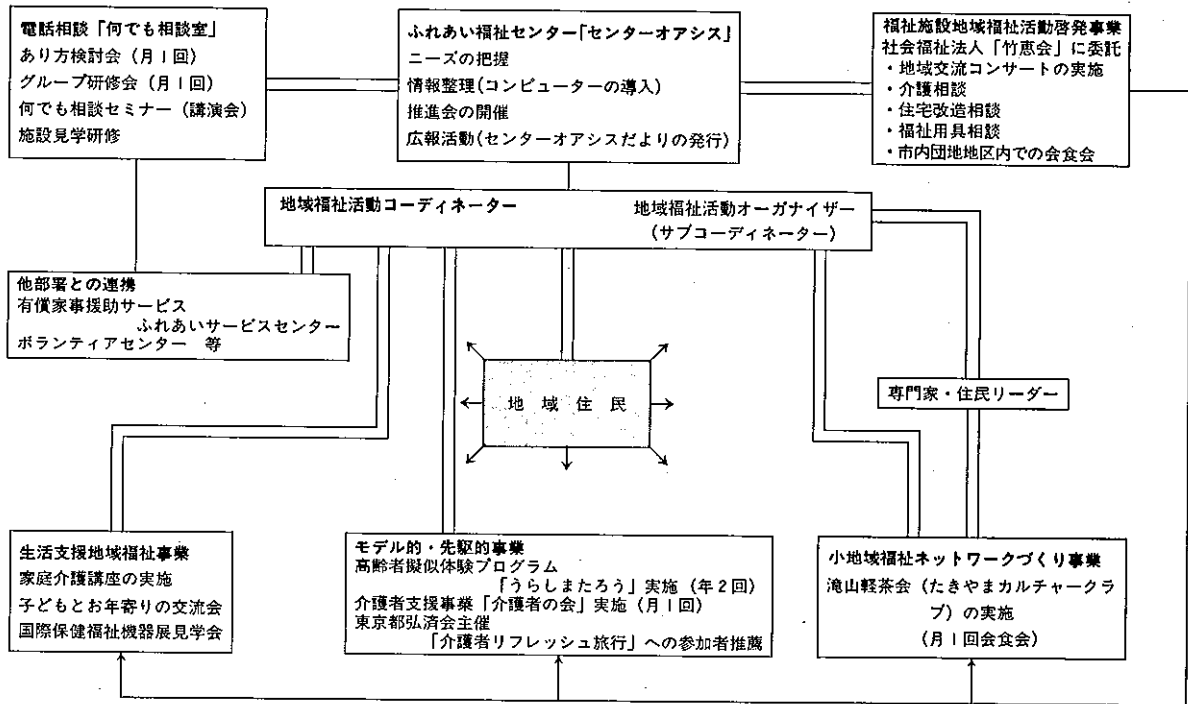 電話相談「何でも相談室」
あり方検討会（月１回）
グループ研修会（月１回）
何でも相談セミナー（講演会）
施設見学研修
ふれあい福祉センター「センターオアシス」
ニーズの把握
情報整理(コンピューターの導入)
推進会の開催
広報活動(センターオアシスだよりの発行)
福祉施設地域福祉活動啓発事業
社会福祉法人「竹恵会」に委託
・地域交流コンサートの実施
・介護相談
・住宅改造相談
・福祉用具相談
・市内団地地区内での会食会
地域福祉活動コーディネーター
地域福祉活動オーガナイザー
（サブコーディネーター）
他部署との連携
有償家事援助サービス
ふれあいサービスセンター
ボランティアセンター　等
地域住民
専門家・住民リーダー
生活支援地域福祉事業
家庭介護講座の実施
子どもとお年寄りの交流会
国際保健福祉機器展見学会
モデル的・先駆的事業
高齢者擬似体験プログラム
「うらしまたろう」実施（年２回）
介護者支援事業「介護者の会」実施（月１回）
東京都弘済会主催
「介護者リフレッシュ旅行」への参加者推薦
小地域福祉ネットワークづくり事業
滝山軽茶会（たきやまカルチャークラ
ブ）の実施
（月１回会食会）